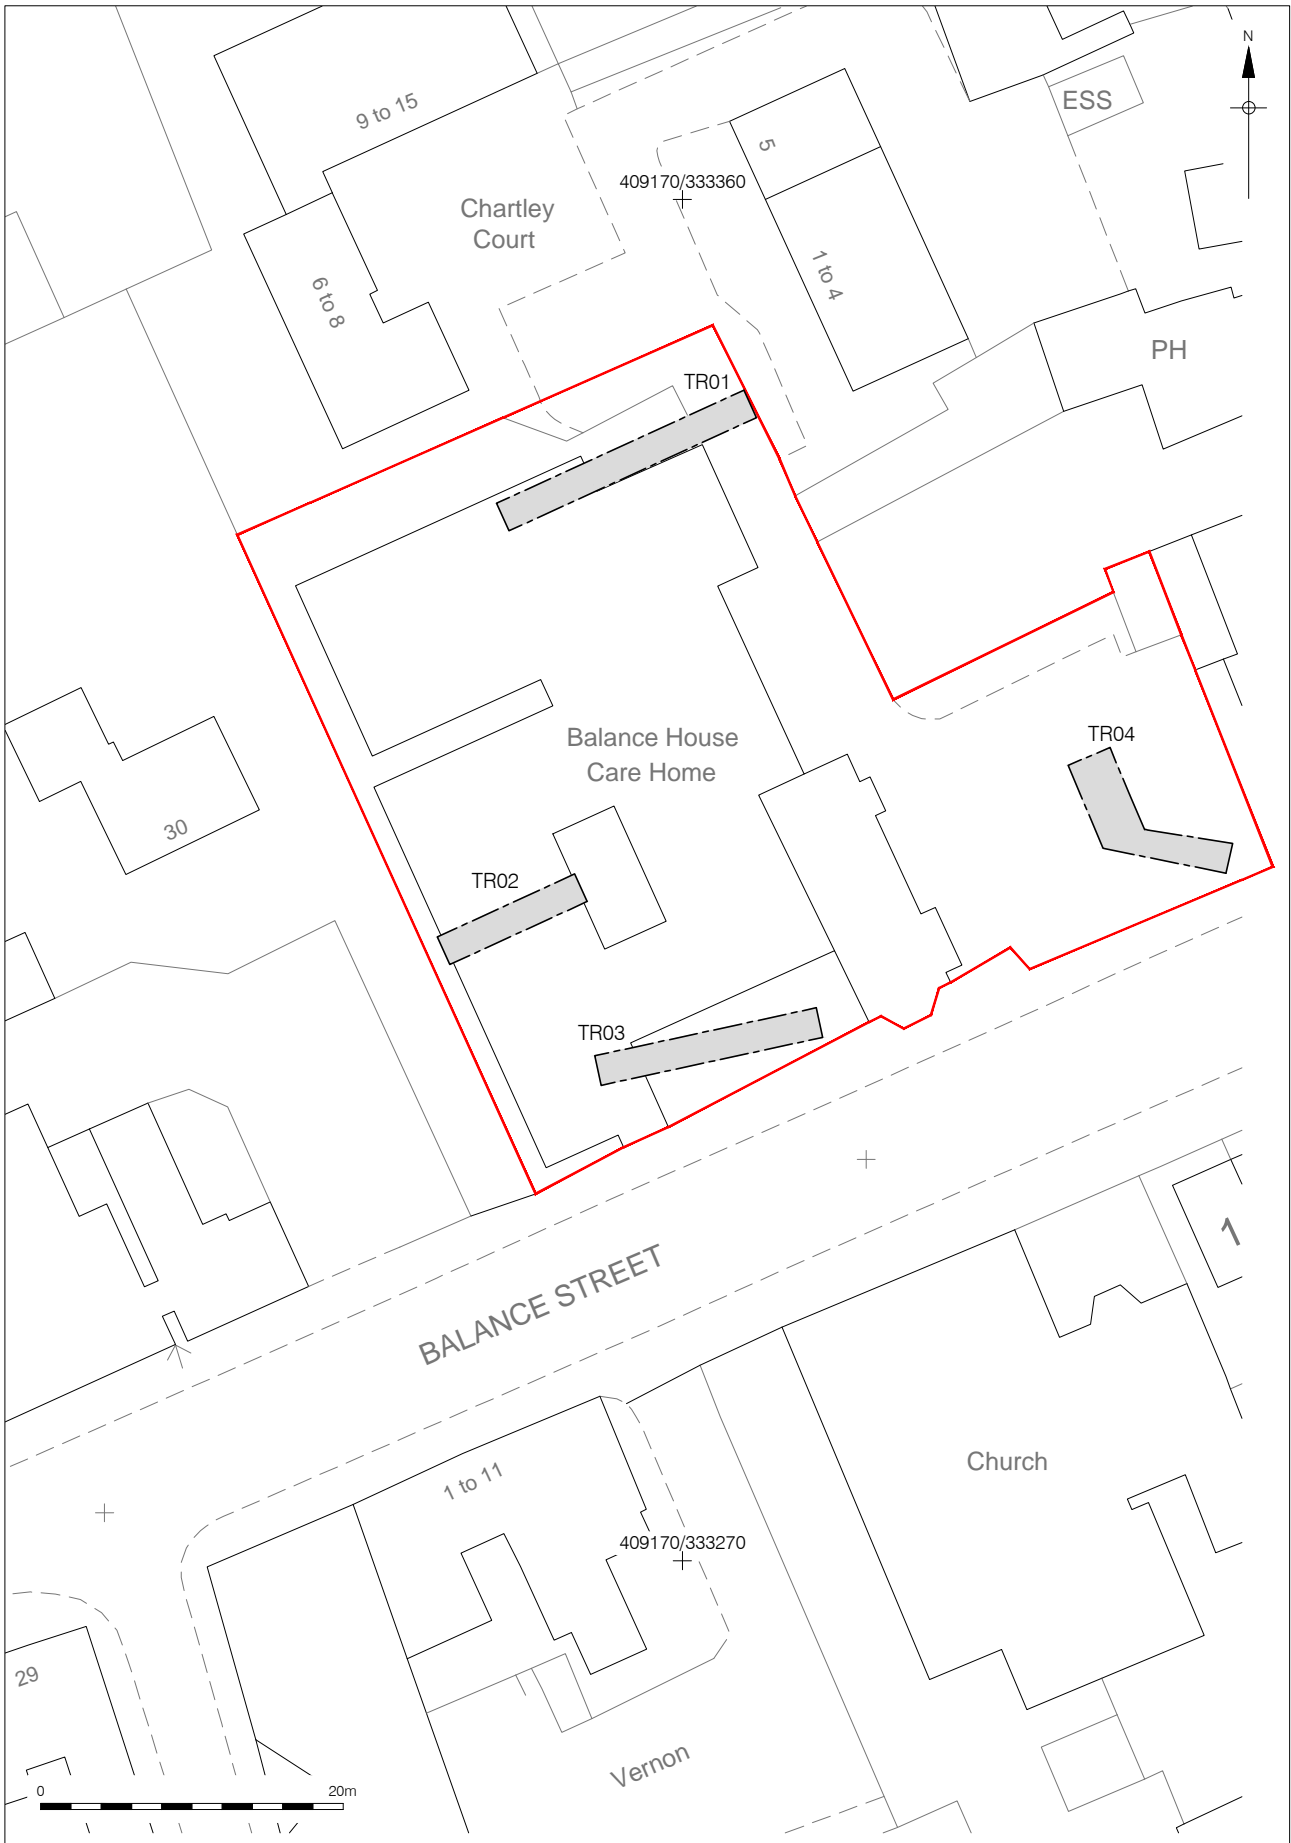 N
ESS
9 to 15
5
409170/333360
Chartley
Court
1 to 4
6 to 8
PH
TR01
TR04
Balance House
Care Home
30
TR02
TR03
1
BALANCE STREET
Church
1 to 11
409170/333270
29
Vernon
0 20m